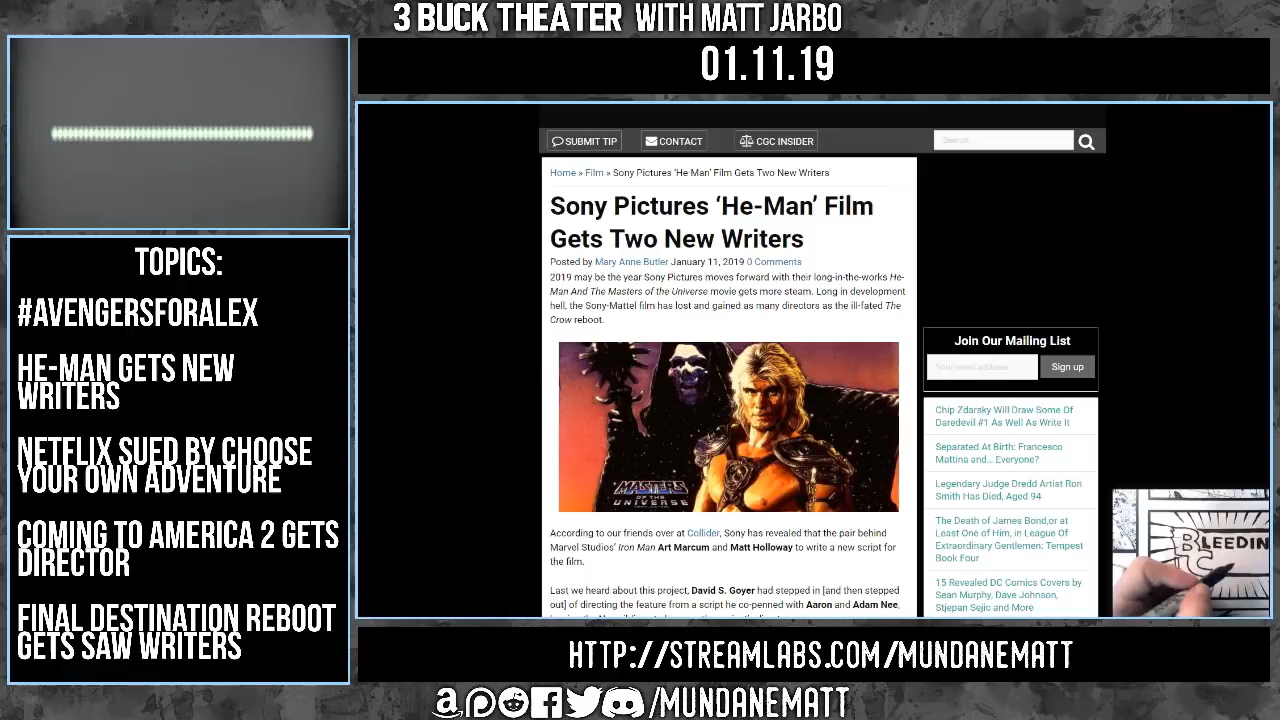 3 BUCK THEATER WITH MATT JARBO
01.11.19
TOPICS:
#AVENGERSFORALEX
HE-MAN GETS NEW
WRITERS
NETFLIX SUED BY CHOOSE
YOUR OWN ADVENTURE
COMING TO AMERICA 2 GETS
DIRECTOR
FINAL DESTINATION REBOOT
GETS SAW WRITERS
SUBMIT TIP
CONTACT
CGC INSIDER
Search
Home » Film » Sony Pictures ‘He-Man’ Film Gets Two New Writers
Sony Pictures ‘He-Man’ Film
Gets Two New Writers
Posted by Mary Anne Butler January 11, 2019 0 Comments
2019 may be the year Sony Pictures moves forward with their long-in-the-works He-
Man And The Masters of the Universe movie gets more steam. Long in development
hell, the Sony-Mattel film has lost and gained as many directors as the ill-fated The
Crow reboot.
MASTERS
OF THE
UNIVERSE
According to our friends over at Collider, Sony has revealed that the pair behind
Marvel Studios’ Iron Man Art Marcum and Matt Holloway to write a new script for
the film.
Last we heard about this project, David S. Goyer had stepped in [and then stepped
out] of directing the feature from a script he co-penned with Aaron and Adam Nee,
Join Our Mailing List
Your email address
Sign up
Chip Zdarsky Will Draw Some Of
Daredevil #1 As Well As Write It
Separated At Birth: Francesco
Mattina and… Everyone?
Legendary Judge Dredd Artist Ron
Smith Has Died, Aged 94
The Death of James Bond,or at
Least One of Him, in League Of
Extraordinary Gentlemen: Tempest
Book Four
15 Revealed DC Comics Covers by
Sean Murphy, Dave Johnson,
Stjepan Sejic and More
BLEEDIN
HTTP://STREAMLABS.COM/MUNDANEMATT
/MUNDANEMATT